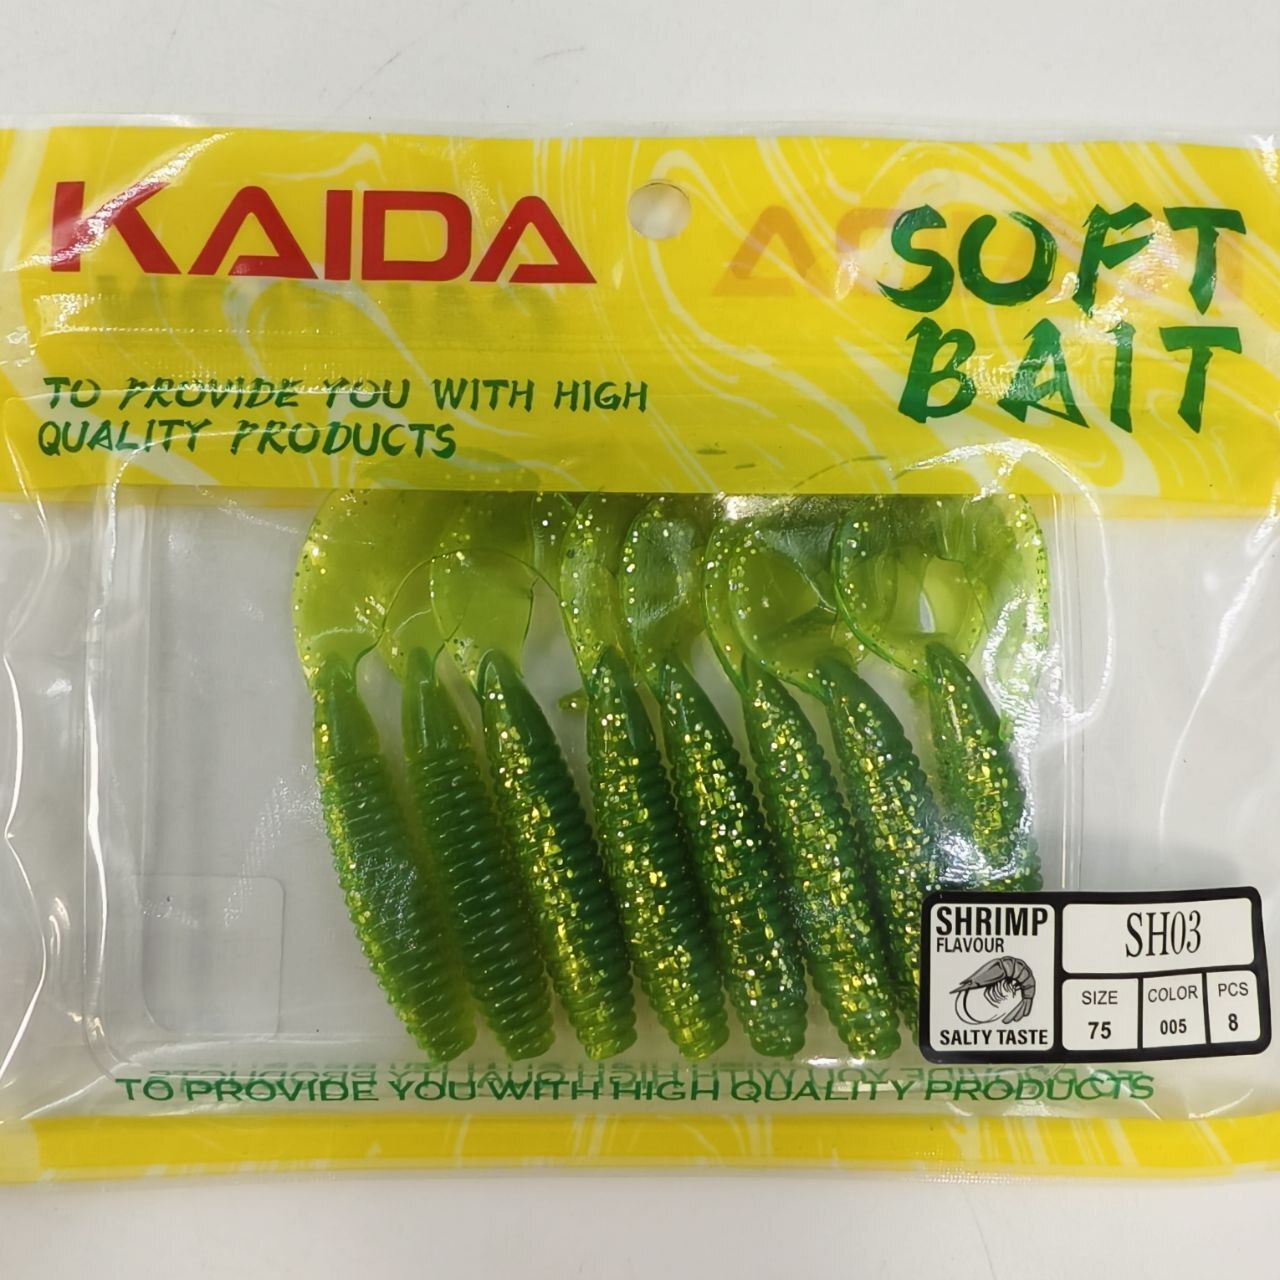 KAIDA
SOFT
BAIT
TO PROVIDE YOU WITH HIGH
QUALITY PRODUCTS
SHRIMP
FLAVOUR
SALTY TASTE
SH03
SIZE
75
COLOR
005
PCS
8
TO PROVIDE YOU WITH HIGH QUALITY PRODUCTS